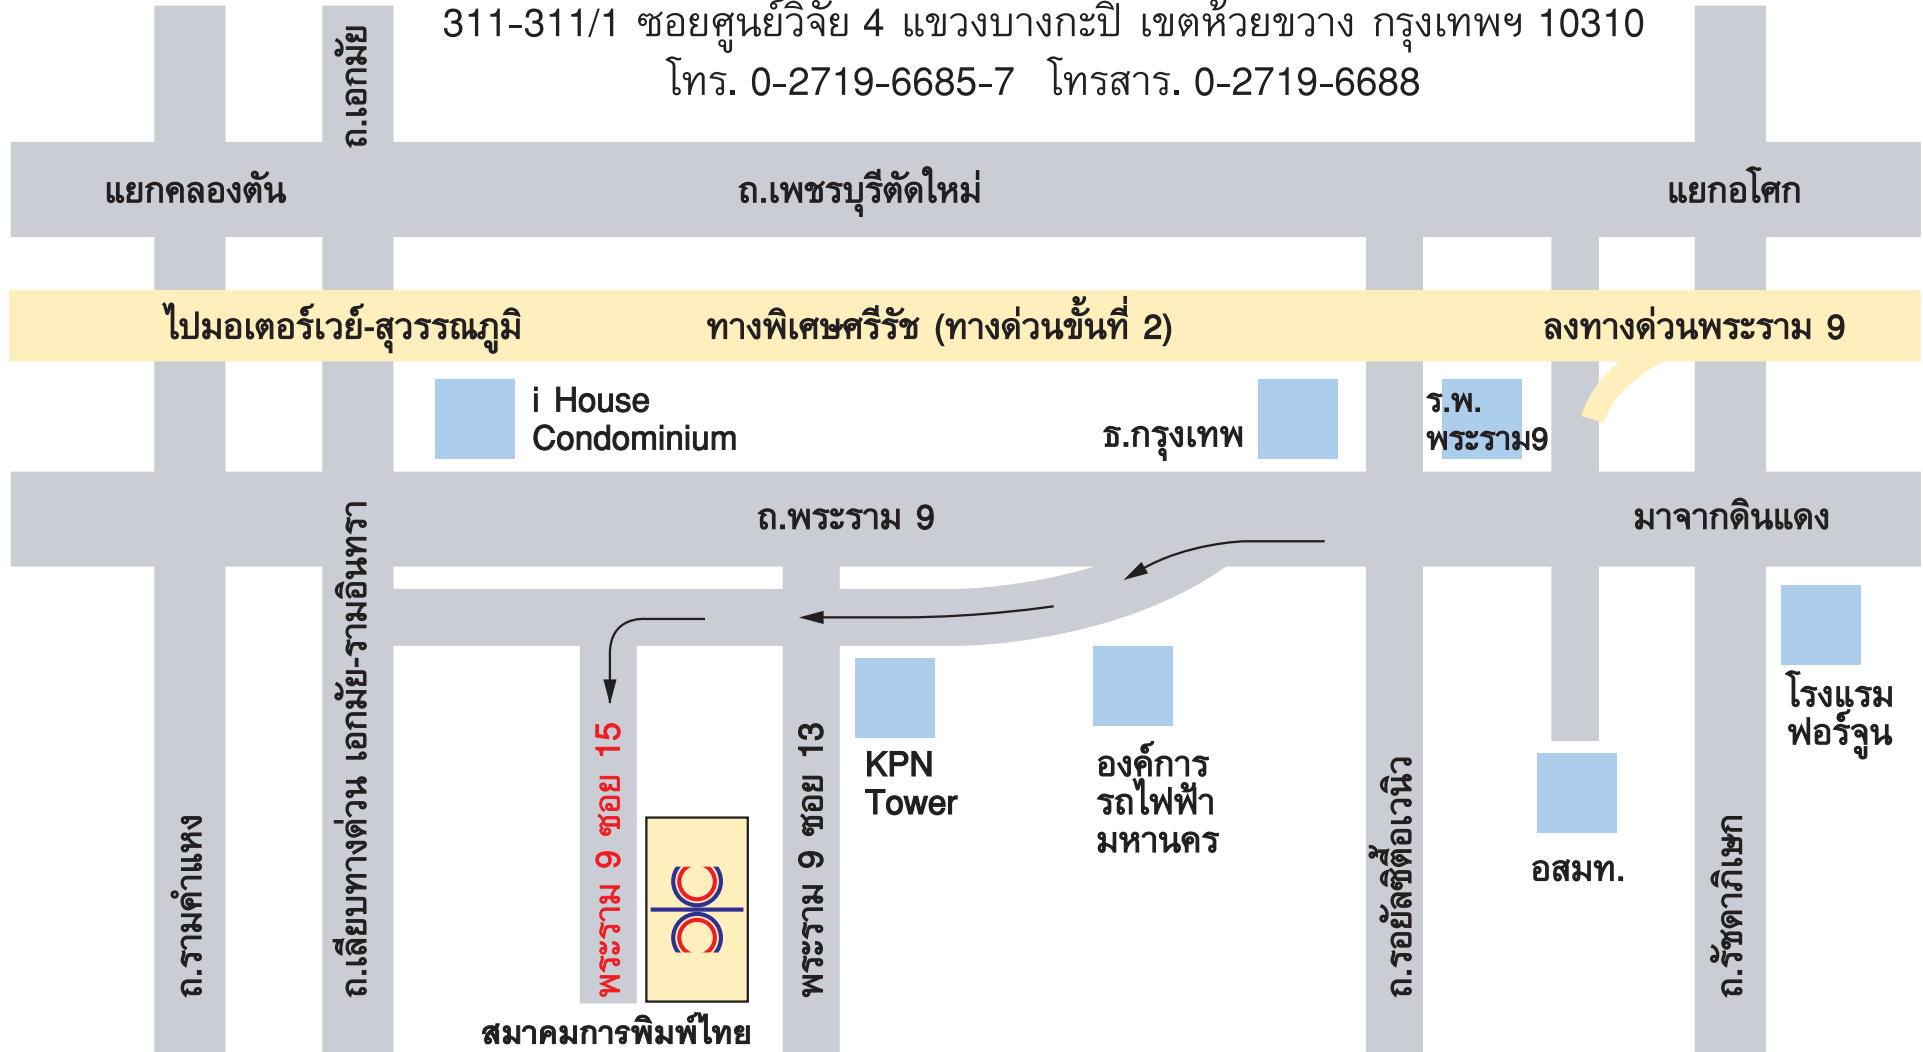 311-311/1 ซอยศูนย์วิจัย 4 แขวงบางกะปิ เขตห้วยขวาง กรุงเทพฯ 10310
โทร. 0-2719-6685-7 โทรสาร. 0-2719-6688
ถ.เอกมัย
แยกคลองตัน
ถ.เพชรบุรีตัดใหม่
แยกอโศก
ไปมอเตอร์เวย์-สุวรรณภูมิ
ทางพิเศษศรีรัช (ทางด่วนขั้นที่ 2)
ลงทางด่วนพระราม 9
i House
Condominium
ธ.กรุงเทพ
ร.พ.
พระราม9
ถ.พระราม 9
มาจากดินแดง
ถ.รามคำแหง
ถ.เลียบทางด่วน เอกมัย-รามอินทรา
พระราม 9 ซอย 15
พระราม 9 ซอย 13
KPN
Tower
องค์การ
รถไฟฟ้า
มหานคร
ถ.รอยัลซิตี้อเวนิว
อสมท.
ถ.รัชดาภิเษก
โรงแรม
ฟอร์จูน
สมาคมการพิมพ์ไทย